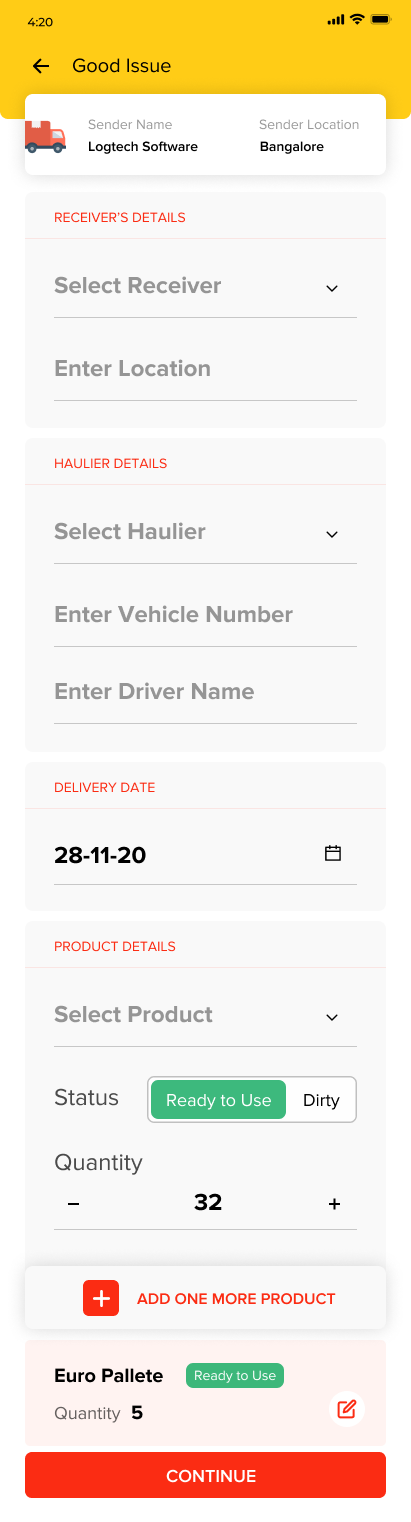 4:20
Good Issue
Sender Name Sender Location
Logtech Software Bangalore
RECEIVER'S DETAILS
Select Receiver
Enter Location
HAULIER DETAILS
Select Haulier
Enter Vehicle Number
Enter Driver Name
DELIVERY DATE
28-11-20
PRODUCT DETAILS
Select Product
Status Ready to Use Dirty
Quantity
− 32 +
ADD ONE MORE PRODUCT
Euro Pallete Ready to Use
Quantity 5
CONTINUE